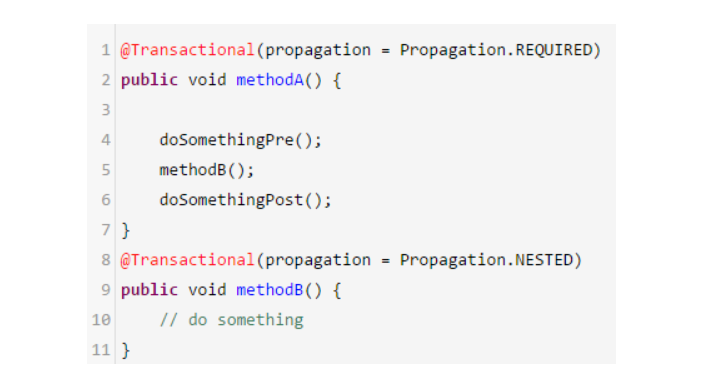 1 @Transactional(propagation = Propagation.REQUIRED)
2 public void methodA() {
3
4     doSomethingPre();
5     methodB();
6     doSomethingPost();
7 }
8 @Transactional(propagation = Propagation.NESTED)
9 public void methodB() {
10     // do something
11 }